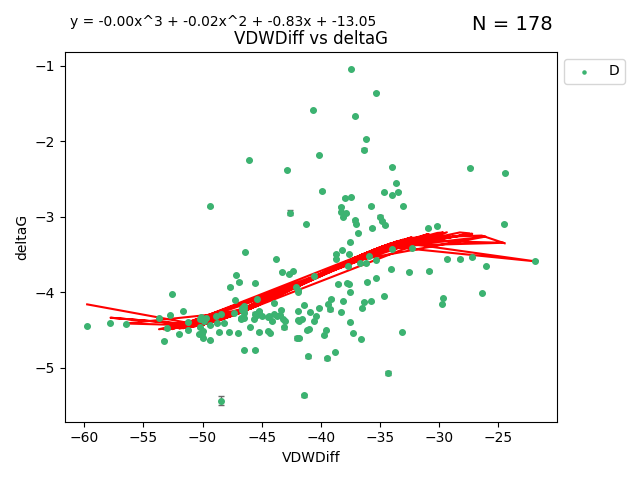 y = -0.00x^3 + -0.02x^2 + -0.83x + -13.05
N = 178
VDWDiff vs deltaG
D
−1
−2
−3
−4
−5
deltaG
−60 −55 −50 −45 −40 −35 −30 −25
VDWDiff